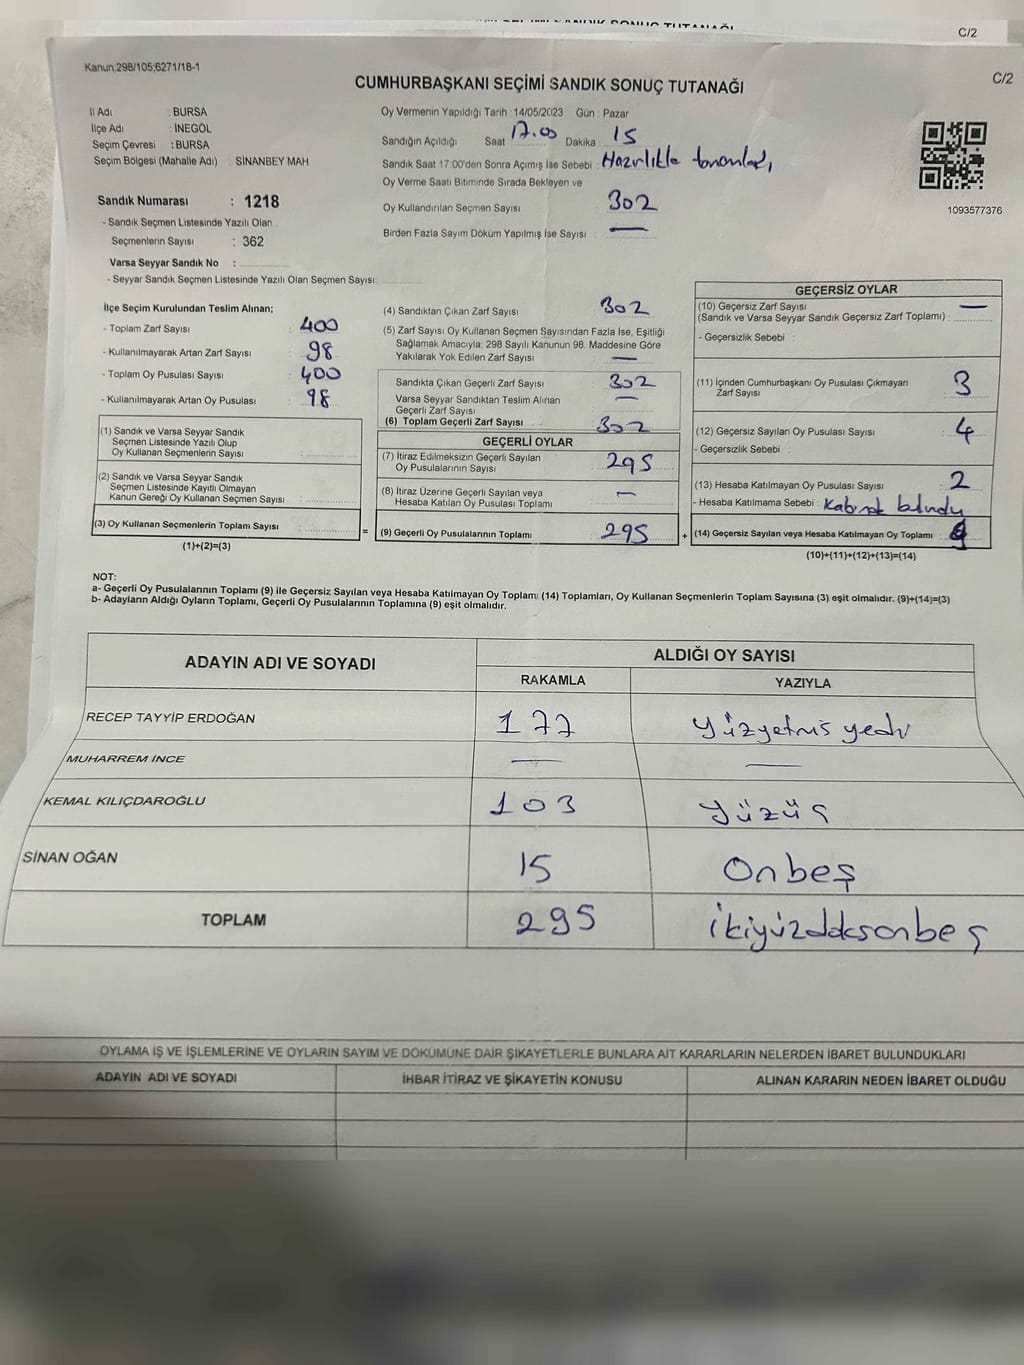 C/2
Kanun,298/105;6271/18-1
C/2
CUMHURBAŞKANI SEÇİMİ SANDIK SONUÇ TUTANAĞI
İl Adı : BURSA
İlçe Adı : İNEGÖL
Seçim Çevresi : BURSA
Seçim Bölgesi (Mahalle Adı) : SİNANBEY MAH
Sandık Numarası : 1218
- Sandık Seçmen Listesinde Yazılı Olan
Seçmenlerin Sayısı : 362
Varsa Seyyar Sandık No :
- Seyyar Sandık Seçmen Listesinde Yazılı Olan Seçmen Sayısı:
Oy Vermenin Yapıldığı Tarih : 14/05/2023 Gün : Pazar
Sandığın Açıldığı Saat 17.00 Dakika : 15
Sandık Saat 17.00'den Sonra Açımış İse Sebebi : Hazırlıkla
Oy Verme Saati Bitiminde Sırada Bekleyen ve
Oy Kullandırılan Seçmen Sayısı : 302
Birden Fazla Sayım Döküm Yapılmış İse Sayısı : —
1093577376
İlçe Seçim Kurulundan Teslim Alınan;
- Toplam Zarf Sayısı : 400
- Kullanılmayarak Artan Zarf Sayısı : 98
- Toplam Oy Pusulası Sayısı : 400
- Kullanılmayarak Artan Oy Pusulası : 98
(1) Sandık ve Varsa Seyyar Sandık
Seçmen Listesinde Yazılı Olup
Oy Kullanan Seçmenlerin Sayısı :
(2) Sandık ve Varsa Seyyar Sandık
Seçmen Listesinde Kayıtlı Olmayan
Kanun Gereği Oy Kullanan Seçmen Sayısı :
(3) Oy Kullanan Seçmenlerin Toplam Sayısı :
(1)+(2)=(3)
(4) Sandıktan Çıkan Zarf Sayısı : 302
(5) Zarf Sayısı Oy Kullanan Seçmen Sayısından Fazla İse, Eşitliği
Sağlamak Amacıyla; 298 Sayılı Kanunun 98. Maddesine Göre
Yakılarak Yok Edilen Zarf Sayısı : —
Sandıkta Çıkan Geçerli Zarf Sayısı : 302
Varsa Seyyar Sandıktan Teslim Alınan
Geçerli Zarf Sayısı : —
(6) Toplam Geçerli Zarf Sayısı : 302
GEÇERLİ OYLAR
(7) İtiraz Edilmeksizin Geçerli Sayılan
Oy Pusulalarının Sayısı : 295
(8) İtiraz Üzerine Geçerli Sayılan veya
Hesaba Katılan Oy Pusulası Toplamı : —
= (9) Geçerli Oy Pusulalarının Toplamı : 295
GEÇERSİZ OYLAR
(10) Geçersiz Zarf Sayısı —
(Sandık ve Varsa Seyyar Sandık Geçersiz Zarf Toplamı) :
- Geçersizlik Sebebi :
(11) İçinden Cumhurbaşkanı Oy Pusulası Çıkmayan
Zarf Sayısı : 3
(12) Geçersiz Sayılan Oy Pusulası Sayısı : 4
- Geçersizlik Sebebi :
(13) Hesaba Katılmayan Oy Pusulası Sayısı : 2
- Hesaba Katılmama Sebebi :
+ (14) Geçersiz Sayılan veya Hesaba Katılmayan Oy Toplamı :
(10)+(11)+(12)+(13)=(14)
NOT:
a- Geçerli Oy Pusulalarının Toplamı (9) ile Geçersiz Sayılan veya Hesaba Katılmayan Oy Toplam (14) Toplamları, Oy Kullanan Seçmenlerin Toplam Sayısına (3) eşit olmalıdır. (9)+(14)=(3)
b- Adayların Aldığı Oyların Toplamı, Geçerli Oy Pusulalarının Toplamına (9) eşit olmalıdır.
ADAYIN ADI VE SOYADI ALDIĞI OY SAYISI
RAKAMLA YAZIYLA
RECEP TAYYİP ERDOĞAN 177 Yüzyetmiş yedi
MUHARREM İNCE — —
KEMAL KILIÇDAROĞLU 103 Yüzüç
SİNAN OĞAN 15 Onbeş
TOPLAM 295 ikiyüzdoksanbeş
OYLAMA İŞ VE İŞLEMLERİNE VE OYLARIN SAYIM VE DÖKÜMÜNE DAİR ŞİKAYETLERLE BUNLARA AİT KARARLARIN NELERDEN İBARET BULUNDUKLARI
ADAYIN ADI VE SOYADI İHBAR İTİRAZ VE ŞİKAYETİN KONUSU ALINAN KARARIN NEDEN İBARET OLDUĞU